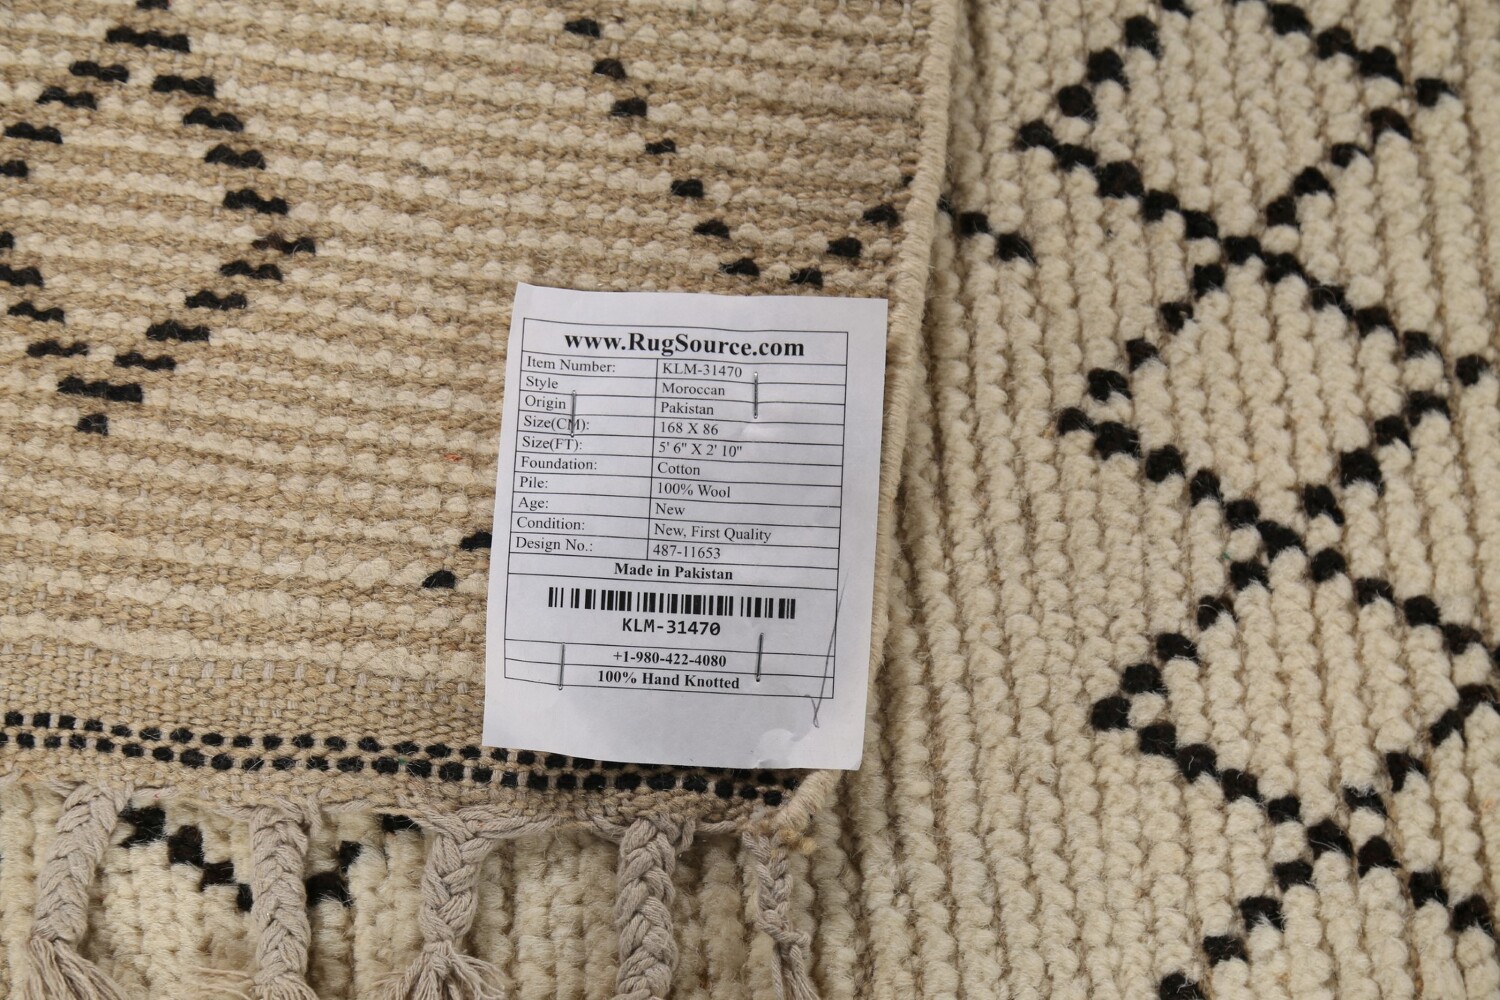 www.RugSource.com
Item Number: KLM-31470
Style Moroccan
Origin Pakistan
Size(CM): 168 X 86
Size(FT): 5' 6" X 2' 10"
Foundation: Cotton
Pile: 100% Wool
Age: New
Condition: New, First Quality
Design No.: 487-11653
Made in Pakistan
KLM-31470
+1-980-422-4080
100% Hand Knotted